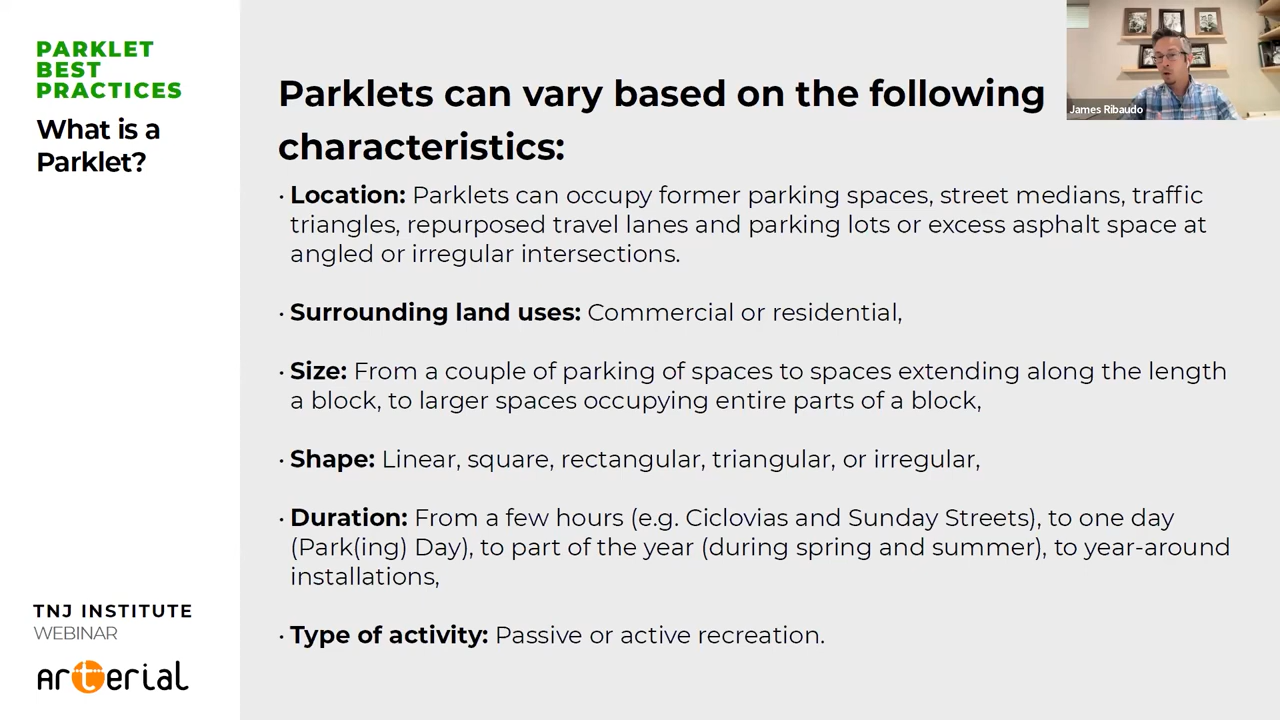 PARKLET
BEST
PRACTICES
What is a
Parklet?
Parklets can vary based on the following
characteristics:
· Location: Parklets can occupy former parking spaces, street medians, traffic
triangles, repurposed travel lanes and parking lots or excess asphalt space at
angled or irregular intersections.
· Surrounding land uses: Commercial or residential,
· Size: From a couple of parking of spaces to spaces extending along the length
a block, to larger spaces occupying entire parts of a block,
· Shape: Linear, square, rectangular, triangular, or irregular,
· Duration: From a few hours (e.g. Ciclovias and Sunday Streets), to one day
(Park(ing) Day), to part of the year (during spring and summer), to year-around
installations,
· Type of activity: Passive or active recreation.
James Ribaudo
TNJ INSTITUTE
WEBINAR
arterial